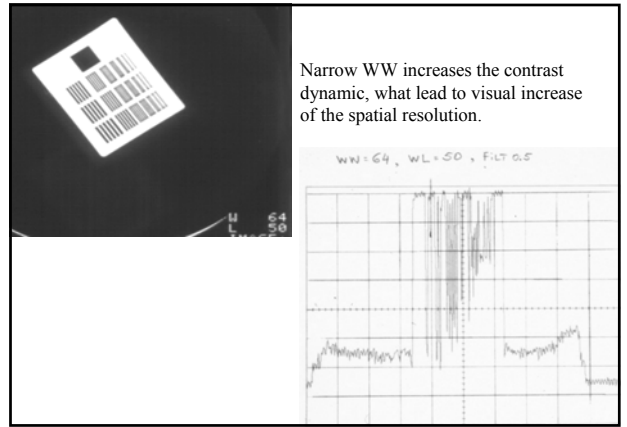 Narrow WW increases the contrast
dynamic, what lead to visual increase
of the spatial resolution.
WW=64, WL=50, FILT 0.5
W 64
L 50